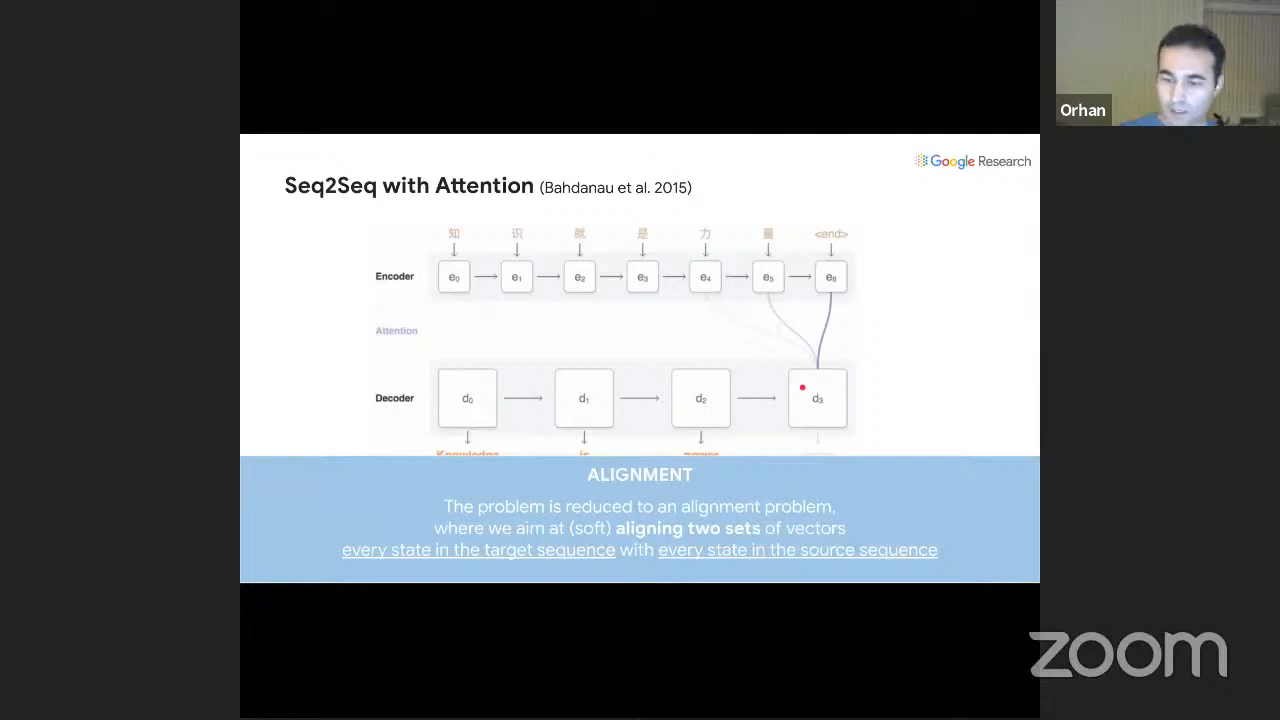 Orhan
Google Research
Seq2Seq with Attention (Bahdanau et al. 2015)
知 识 就 是 力 量 <end>
Encoder e₀ e₁ e₂ e₃ e₄ e₅ e₆
Attention
Decoder d₀ d₁ d₂ d₃
Knowledge is power
ALIGNMENT
The problem is reduced to an alignment problem,
where we aim at (soft) aligning two sets of vectors
every state in the target sequence with every state in the source sequence
zoom